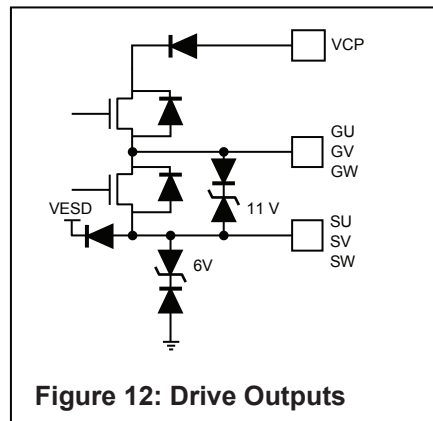 VCP
GU
GV
GW
11 V
VESD
SU
SV
SW
6V
Figure 12: Drive Outputs